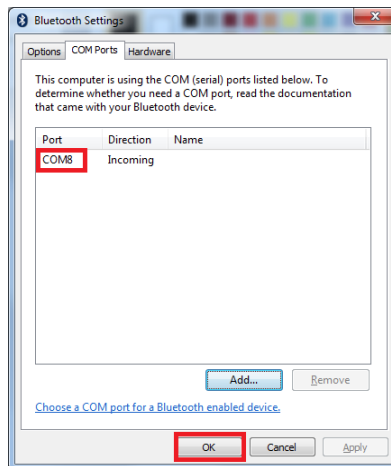 Bluetooth Settings
Options COM Ports Hardware
This computer is using the COM (serial) ports listed below. To
determine whether you need a COM port, read the documentation
that came with your Bluetooth device.
Port Direction Name
COM8 Incoming
Add... Remove
Choose a COM port for a Bluetooth enabled device.
OK Cancel Apply